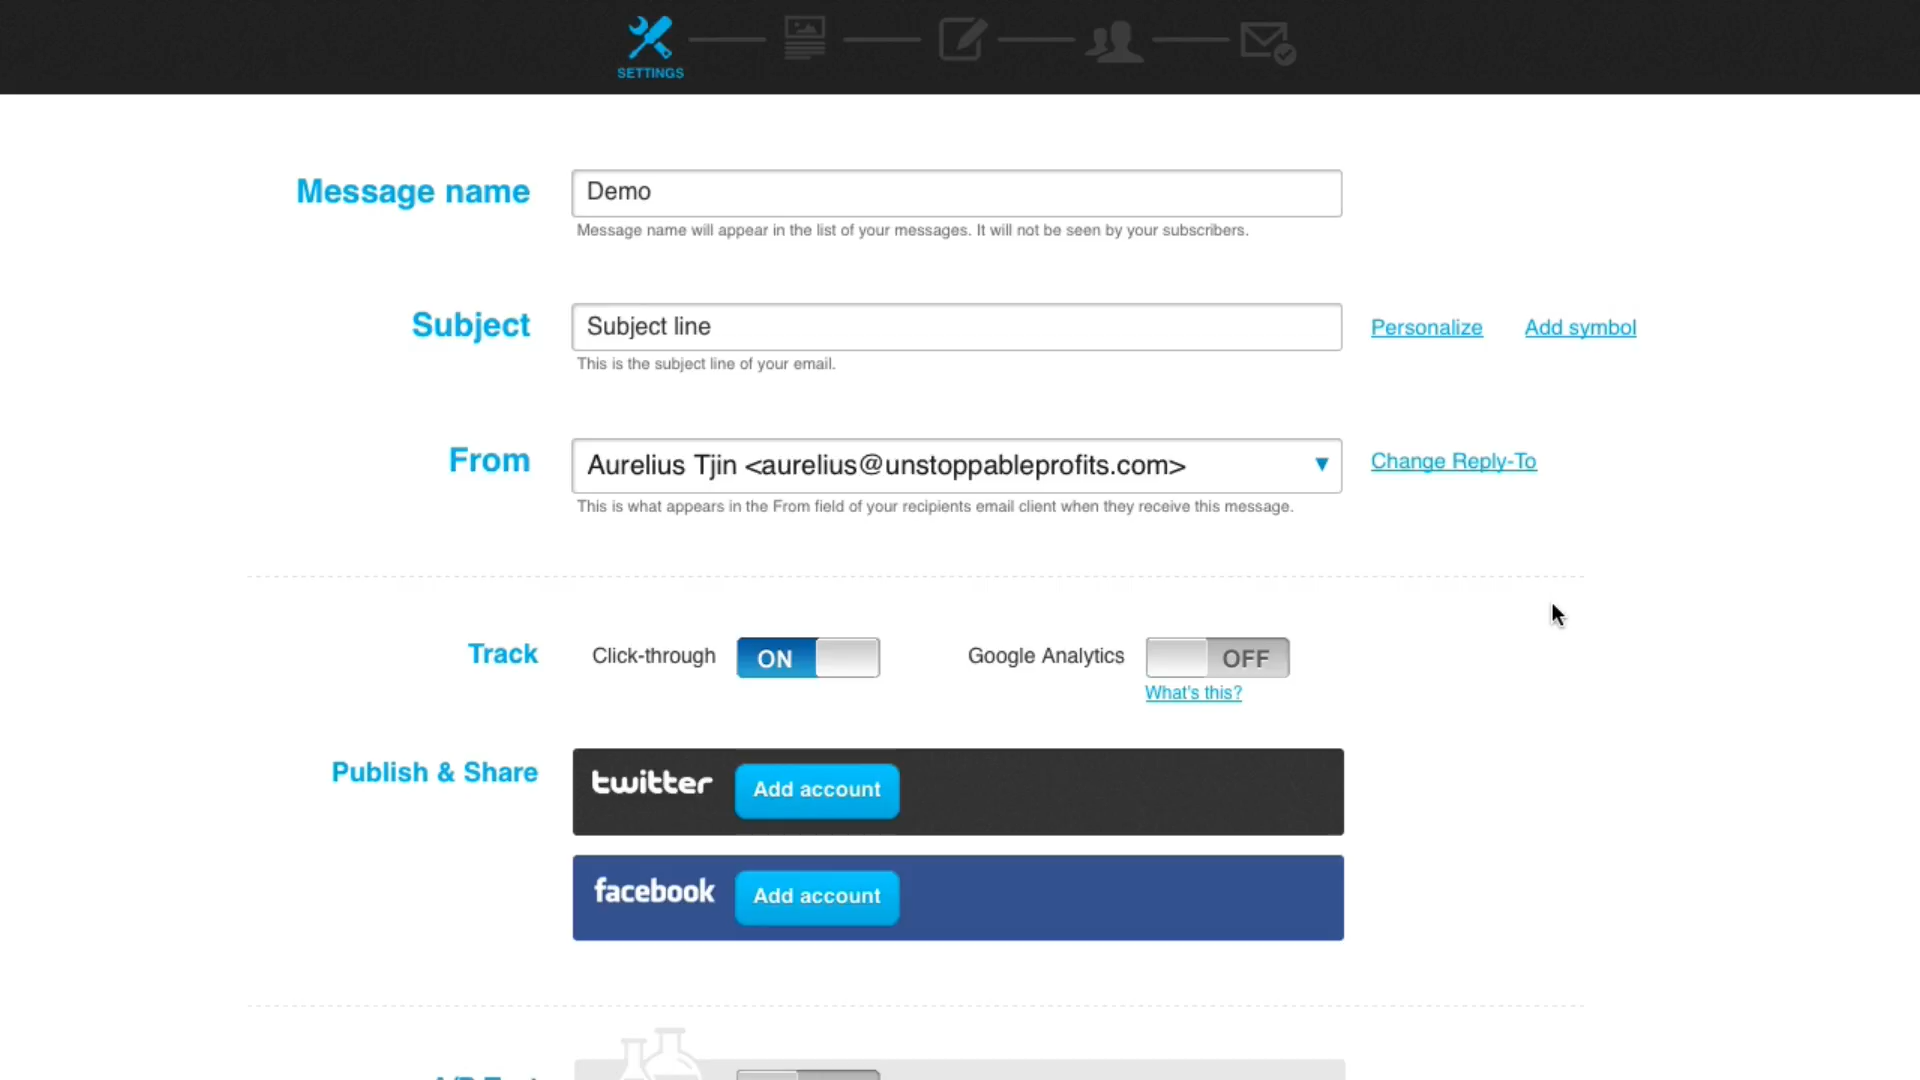 SETTINGS
Message name
Demo
Message name will appear in the list of your messages. It will not be seen by your subscribers.
Subject
Subject line
Personalize
Add symbol
This is the subject line of your email.
From
Aurelius Tjin <aurelius@unstoppableprofits.com>
Change Reply-To
This is what appears in the From field of your recipients email client when they receive this message.
Track
Click-through
ON
Google Analytics
OFF
What's this?
Publish & Share
twitter
Add account
facebook
Add account